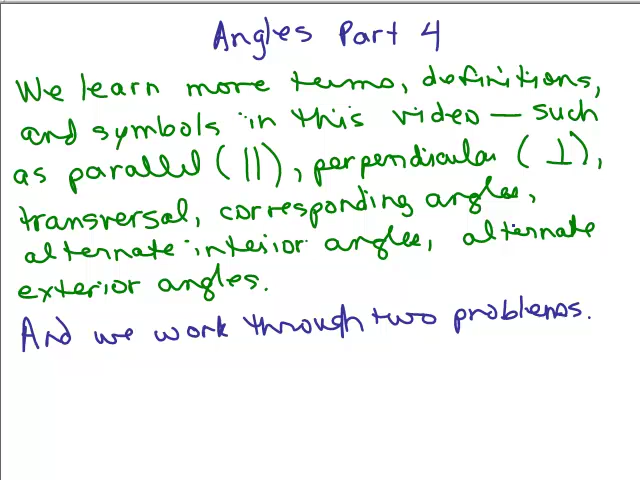 Angles Part 4
We learn more terms, definitions,
and symbols in this video — such
as parallel (||), perpendicular (⊥),
transversal, corresponding angles,
alternate interior angles, alternate
exterior angles.
And we work through two problems.